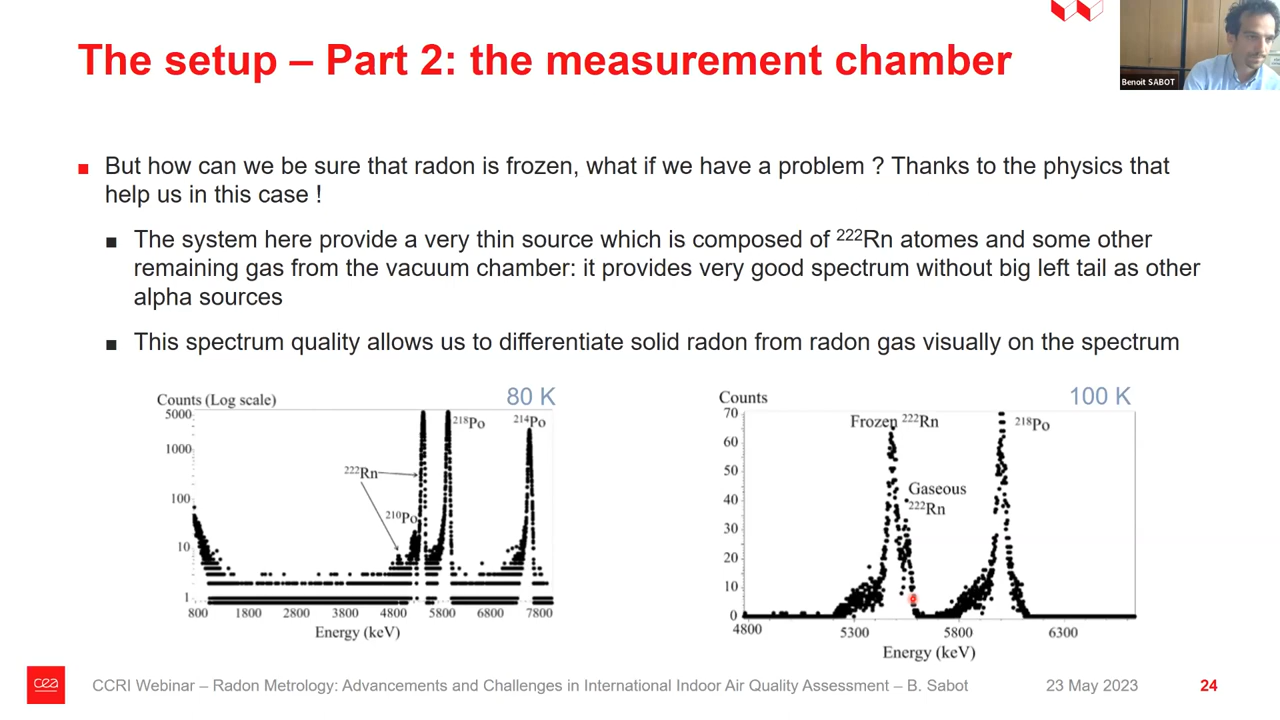 The setup – Part 2: the measurement chamber
Benoit SABOT
But how can we be sure that radon is frozen, what if we have a problem ? Thanks to the physics that
help us in this case !
The system here provide a very thin source which is composed of ²²²Rn atomes and some other
remaining gas from the vacuum chamber: it provides very good spectrum without big left tail as other
alpha sources
This spectrum quality allows us to differentiate solid radon from radon gas visually on the spectrum
Counts (Log scale)
80 K
5000
1000
100
10
1
²²²Rn
²¹⁰Po
²¹⁸Po
²¹⁴Po
800 1800 2800 3800 4800 5800 6800 7800
Energy (keV)
Counts
100 K
70
60
50
40
30
20
10
0
Frozen ²²²Rn
Gaseous
²²²Rn
²¹⁸Po
4800 5300 5800 6300
Energy (keV)
cea
CCRI Webinar – Radon Metrology: Advancements and Challenges in International Indoor Air Quality Assessment – B. Sabot
23 May 2023
24